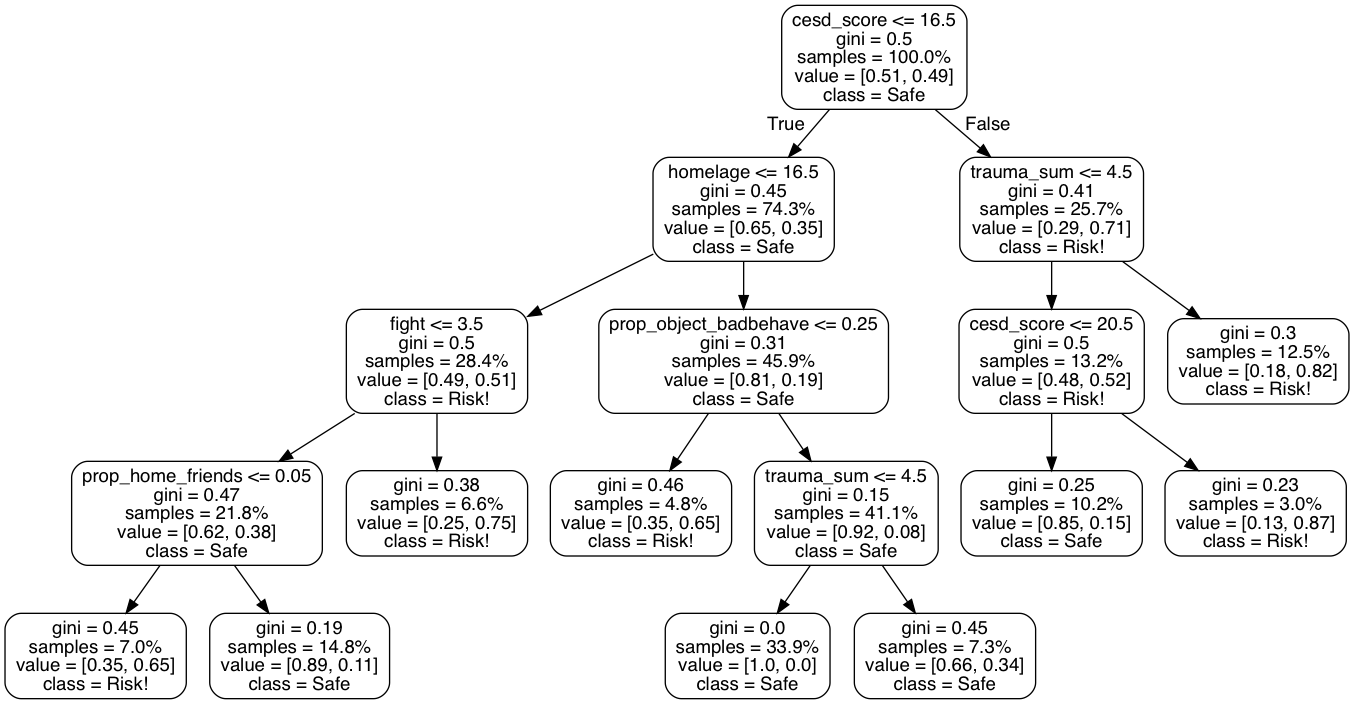 cesd_score <= 16.5
gini = 0.5
samples = 100.0%
value = [0.51, 0.49]
class = Safe
True
False
homelage <= 16.5
gini = 0.45
samples = 74.3%
value = [0.65, 0.35]
class = Safe
trauma_sum <= 4.5
gini = 0.41
samples = 25.7%
value = [0.29, 0.71]
class = Risk!
fight <= 3.5
gini = 0.5
samples = 28.4%
value = [0.49, 0.51]
class = Risk!
prop_object_badbehave <= 0.25
gini = 0.31
samples = 45.9%
value = [0.81, 0.19]
class = Safe
cesd_score <= 20.5
gini = 0.5
samples = 13.2%
value = [0.48, 0.52]
class = Risk!
gini = 0.3
samples = 12.5%
value = [0.18, 0.82]
class = Risk!
prop_home_friends <= 0.05
gini = 0.47
samples = 21.8%
value = [0.62, 0.38]
class = Safe
gini = 0.38
samples = 6.6%
value = [0.25, 0.75]
class = Risk!
gini = 0.46
samples = 4.8%
value = [0.35, 0.65]
class = Risk!
trauma_sum <= 4.5
gini = 0.15
samples = 41.1%
value = [0.92, 0.08]
class = Safe
gini = 0.25
samples = 10.2%
value = [0.85, 0.15]
class = Safe
gini = 0.23
samples = 3.0%
value = [0.13, 0.87]
class = Risk!
gini = 0.45
samples = 7.0%
value = [0.35, 0.65]
class = Risk!
gini = 0.19
samples = 14.8%
value = [0.89, 0.11]
class = Safe
gini = 0.0
samples = 33.9%
value = [1.0, 0.0]
class = Safe
gini = 0.45
samples = 7.3%
value = [0.66, 0.34]
class = Safe